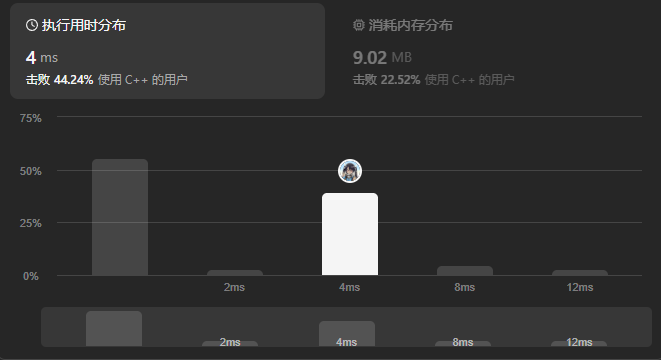 执行用时分布
4 ms
击败 44.24% 使用 C++ 的用户
消耗内存分布
9.02 MB
击败 22.52% 使用 C++ 的用户
75%
50%
25%
0%
2ms
4ms
8ms
12ms
2ms
4ms
8ms
12ms